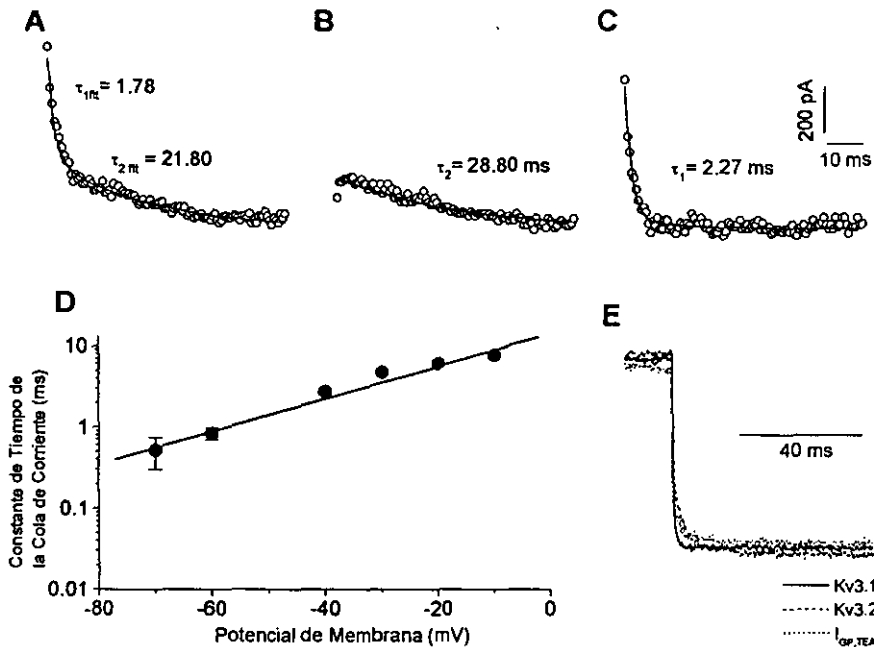 A
τ1fit= 1.78
τ2 fit = 21.80
B
τ2 = 28.80 ms
C
τ1 = 2.27 ms
200 pA
10 ms
D
Constante de Tiempo de
la Cola de Corriente (ms)
10
1
0.1
0.01
-80
-60
-40
-20
0
Potencial de Membrana (mV)
E
40 ms
Kv3.1
Kv3.2
IGP,TEA